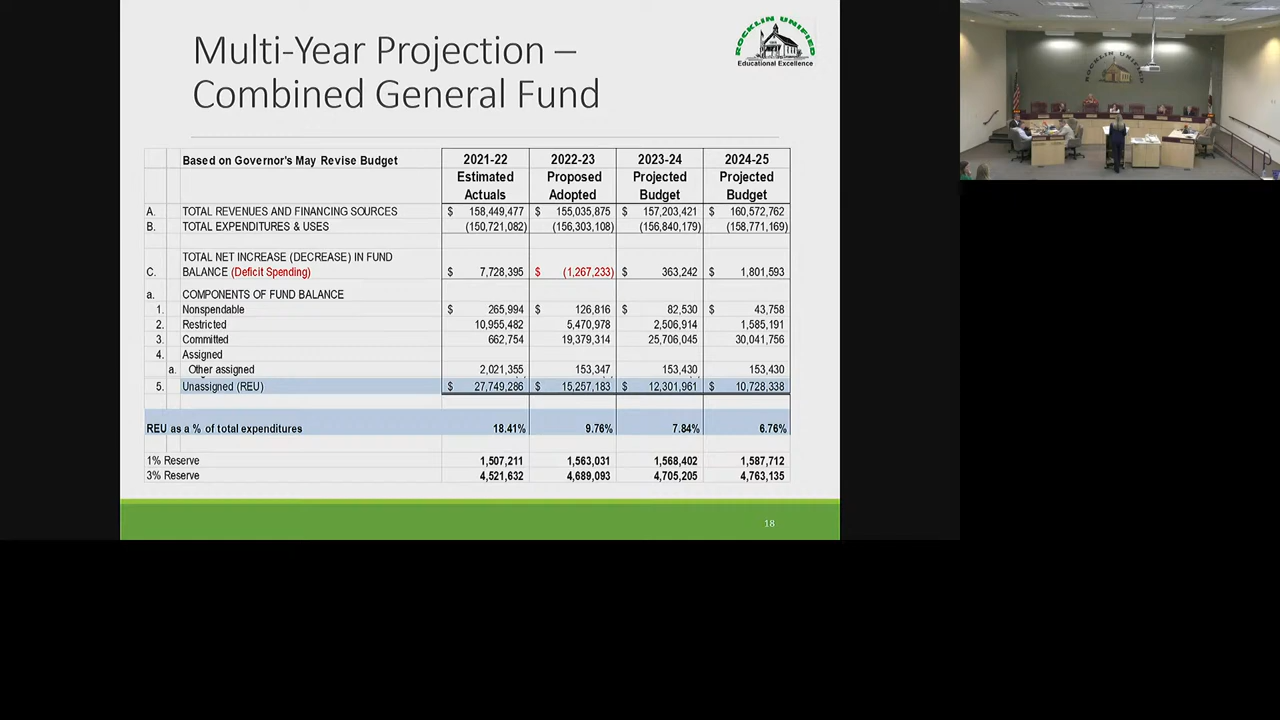 Multi-Year Projection –
Combined General Fund
ROCKLIN UNIFIED
Educational Excellence
ROCKLIN UNIFIED
Based on Governor's May Revise Budget 2021-22 2022-23 2023-24 2024-25
Estimated Proposed Projected Projected
Actuals Adopted Budget Budget
A. TOTAL REVENUES AND FINANCING SOURCES $ 158,449,477 $ 155,035,875 $ 157,203,421 $ 160,572,762
B. TOTAL EXPENDITURES & USES (150,721,082) (156,303,108) (156,840,179) (158,771,169)
TOTAL NET INCREASE (DECREASE) IN FUND
C. BALANCE (Deficit Spending) $ 7,728,395 $ (1,267,233) $ 363,242 $ 1,801,593
a. COMPONENTS OF FUND BALANCE
1. Nonspendable $ 265,994 $ 126,816 $ 82,530 $ 43,758
2. Restricted 10,955,482 5,470,978 2,506,914 1,585,191
3. Committed 662,754 19,379,314 25,706,045 30,041,756
4. Assigned
a. Other assigned 2,021,355 153,347 153,430 153,430
5. Unassigned (REU) $ 27,749,286 $ 15,257,183 $ 12,301,961 $ 10,728,338
REU as a % of total expenditures 18.41% 9.76% 7.84% 6.76%
1% Reserve 1,507,211 1,563,031 1,568,402 1,587,712
3% Reserve 4,521,632 4,689,093 4,705,205 4,763,135
18